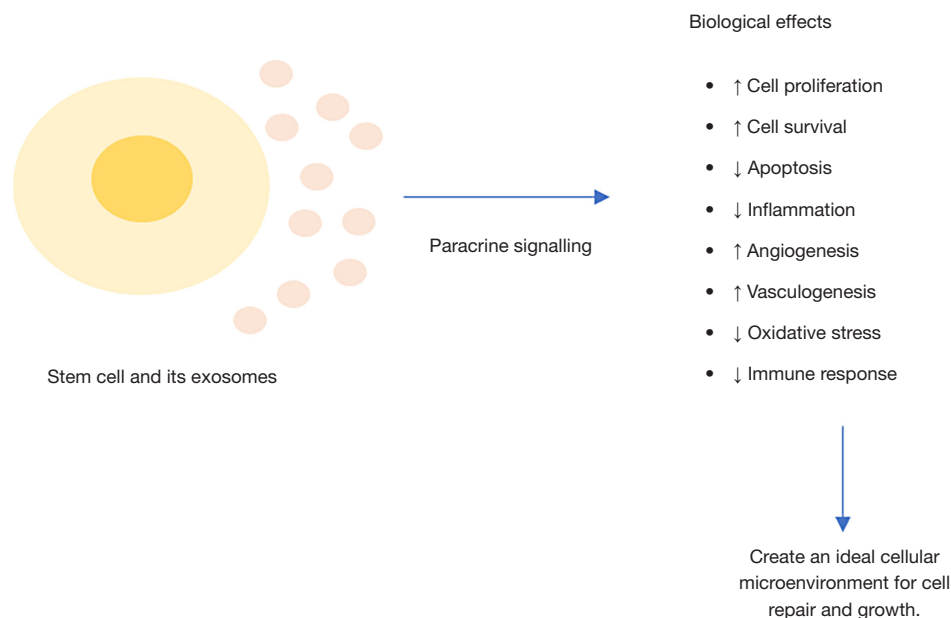 Biological effects
• ↑ Cell proliferation
• ↑ Cell survival
• ↓ Apoptosis
• ↓ Inflammation
• ↑ Angiogenesis
• ↑ Vasculogenesis
• ↓ Oxidative stress
• ↓ Immune response
Paracrine signalling
Stem cell and its exosomes
Create an ideal cellular
microenvironment for cell
repair and growth.